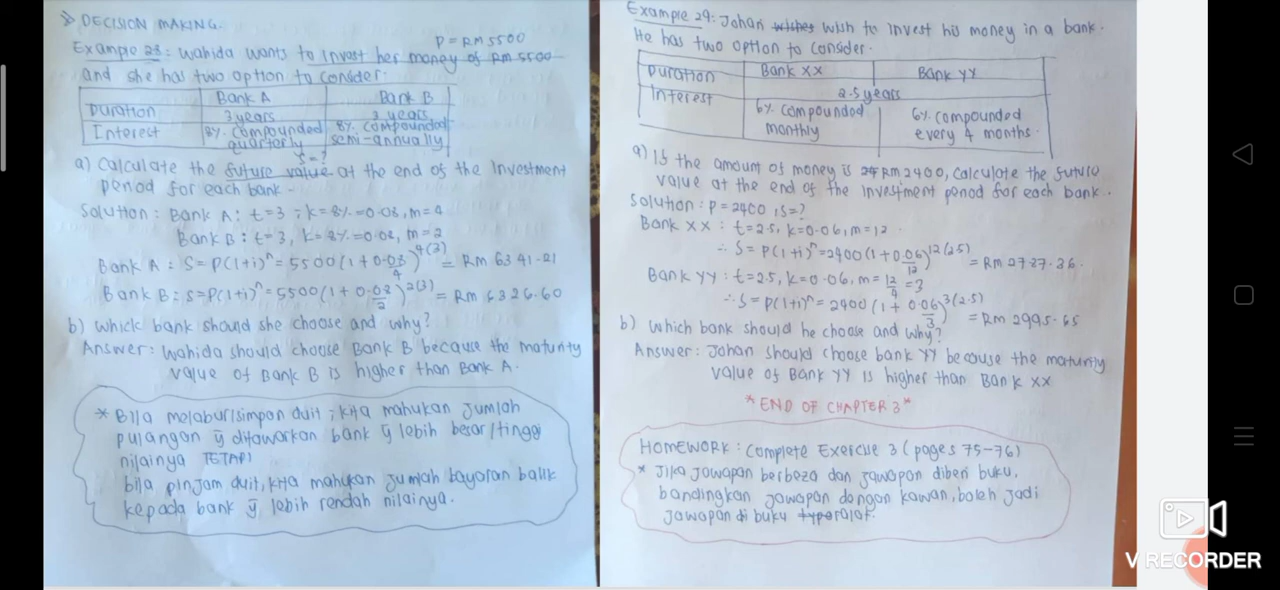 » DECISION MAKING.
P = RM 5500
Example 28: Wahida wants to invest her money of RM 5500
and she has two option to consider.
Bank A Bank B
Duration 3 years 3 years
Interest 8% compounded quarterly 8% compounded semi-annually
S = ?
a) Calculate the future value at the end of the investment
period for each bank.
Solution: Bank A: t=3, k=8%=0.08, m=4
Bank B: t=3, k=8%=0.08, m=2
Bank A: S = P(1+i)^n = 5500(1+0.08/4)^4(3) = RM 6341.21
Bank B: S = P(1+i)^n = 5500(1+0.08/2)^2(3) = RM 6326.60
b) Which bank should she choose and why?
Answer: Wahida should choose Bank B because the maturity
value of Bank B is higher than Bank A.
* Bila melabur/simpan duit, kita mahukan jumlah
pulangan ȳ ditawarkan bank ȳ lebih besar/tinggi
nilainya TETAPI
bila pinjam duit, kita mahukan jumlah bayaran balik
kepada bank ȳ lebih rendah nilainya.
Example 29: Johan wish to invest his money in a bank.
He has two option to consider.
Bank XX Bank YY
Duration 2.5 years
Interest 6% compounded monthly 6% compounded every 4 months.
a) If the amount of money is RM 2400, calculate the future
value at the end of the investment period for each bank.
Solution: P = 2400, S = ?
Bank XX: t=2.5, k=0.06, m=12
∴ S = P(1+i)^n = 2400(1+0.06/12)^12(2.5) = RM 2787.36.
Bank YY: t=2.5, k=0.06, m=12/4=3
∴ S = P(1+i)^n = 2400(1+0.06/3)^3(2.5) = RM 2995.65
b) Which bank should he choose and why?
Answer: Johan should choose bank YY because the maturity
value of Bank YY is higher than Bank XX
*END OF CHAPTER 3*
HOMEWORK: Complete Exercise 3 (pages 75-76)
* Jika jawapan berbeza dari jawapan diberi buku,
bandingkan jawapan dengan kawan, boleh jadi
jawapan di buku ralat.
V RECORDER